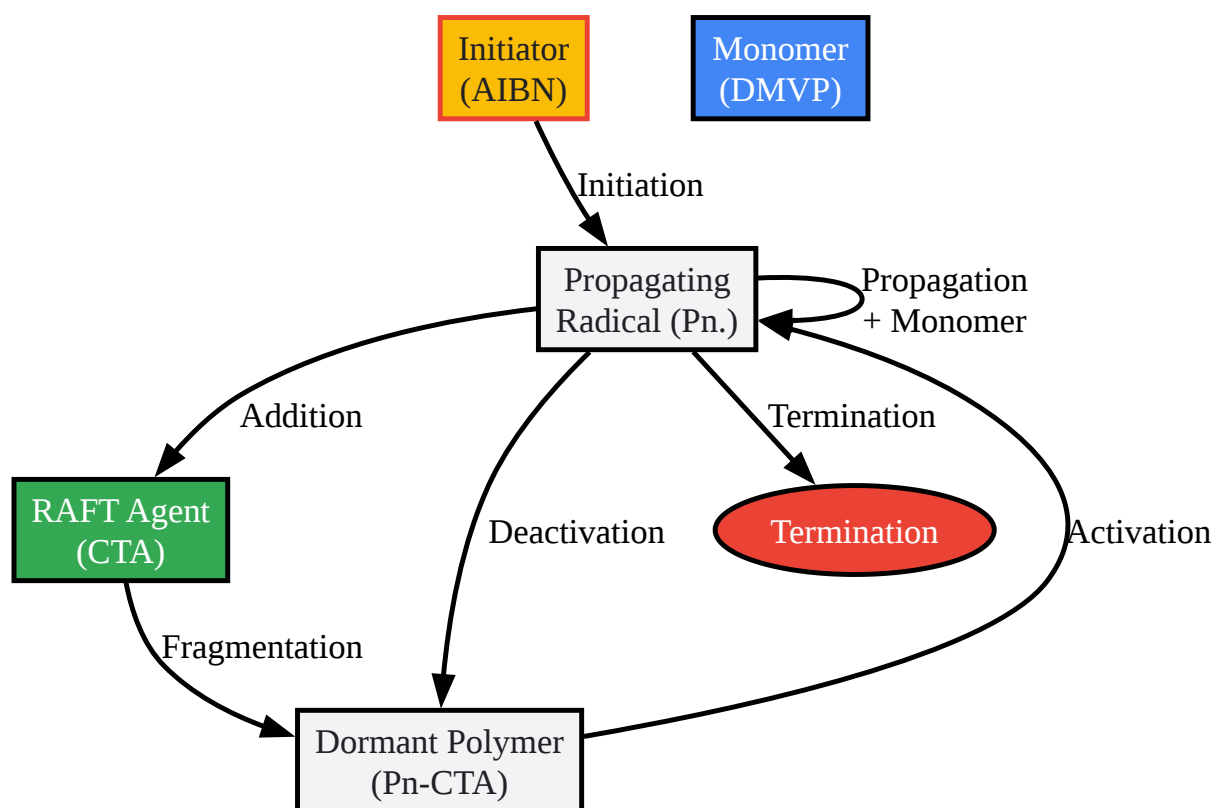 Initiator
(AIBN)
Monomer
(DMVP)
Initiation
Propagating
Radical (Pn.)
Propagation
+ Monomer
Addition
Termination
RAFT Agent
(CTA)
Deactivation
Termination
Activation
Fragmentation
Dormant Polymer
(Pn-CTA)